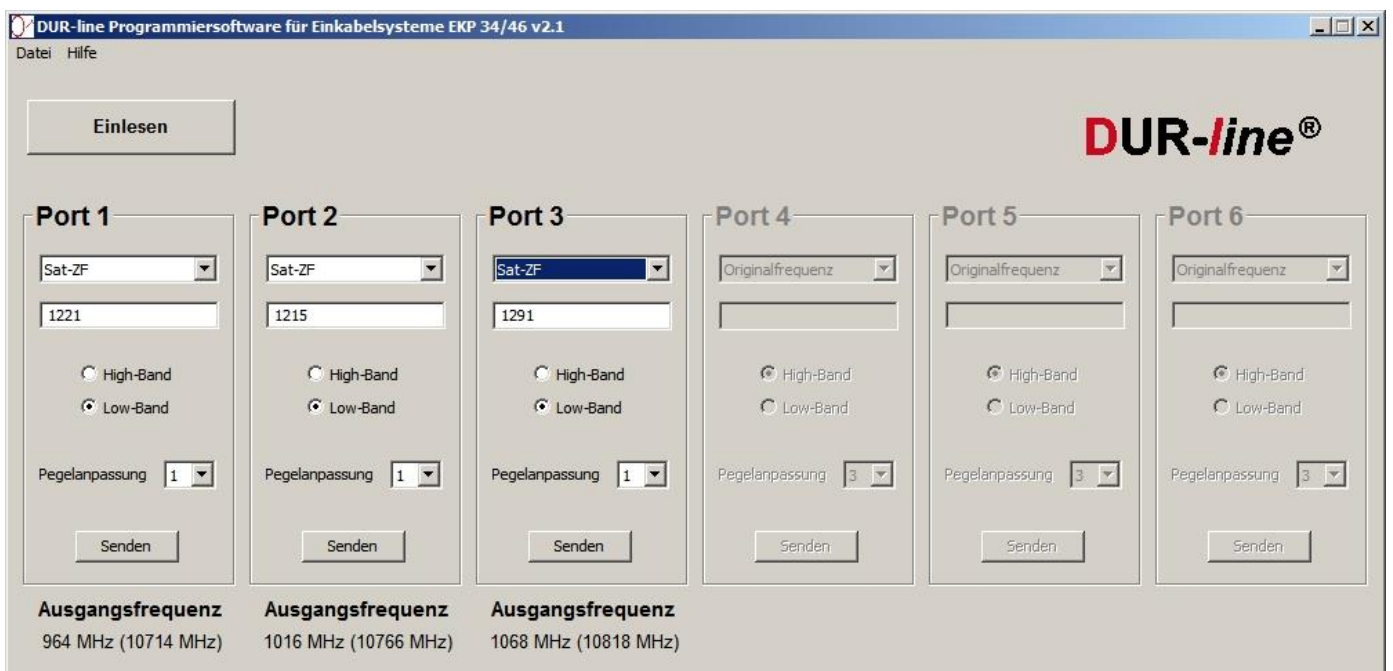 DUR-line Programmiersoftware für Einkabelsysteme EKP 34/46 v2.1
Datei Hilfe
Einlesen
DUR-line®
Port 1 Port 2 Port 3 Port 4 Port 5 Port 6
Sat-ZF Sat-ZF Sat-ZF Originalfrequenz Originalfrequenz Originalfrequenz
1221 1215 1291
High-Band High-Band High-Band High-Band High-Band High-Band
Low-Band Low-Band Low-Band Low-Band Low-Band Low-Band
Pegelanpassung 1 Pegelanpassung 1 Pegelanpassung 1 Pegelanpassung 3 Pegelanpassung 3 Pegelanpassung 3
Senden Senden Senden Senden Senden Senden
Ausgangsfrequenz Ausgangsfrequenz Ausgangsfrequenz
964 MHz (10714 MHz) 1016 MHz (10766 MHz) 1068 MHz (10818 MHz)